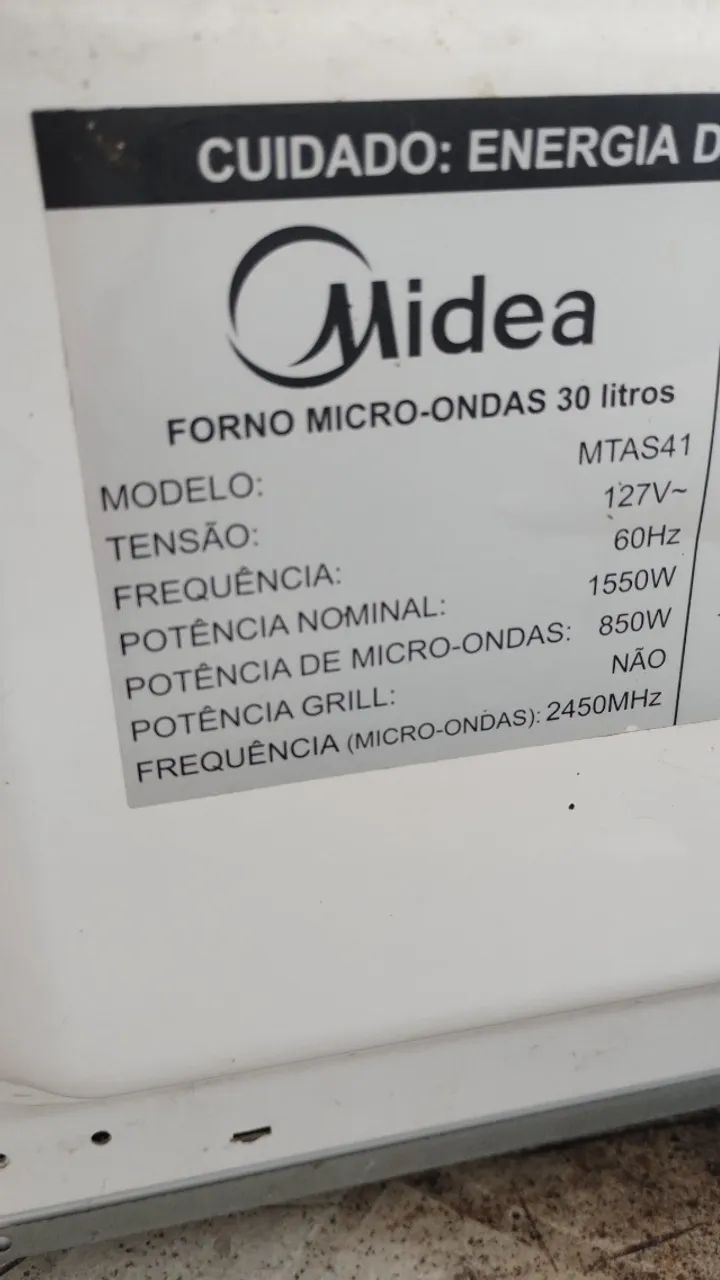 CUIDADO: ENERGIA D
Midea
FORNO MICRO-ONDAS 30 litros
MODELO: MTAS41
TENSÃO: 127V~
FREQUÊNCIA: 60Hz
POTÊNCIA NOMINAL: 1550W
POTÊNCIA DE MICRO-ONDAS: 850W
POTÊNCIA GRILL: NÃO
FREQUÊNCIA (MICRO-ONDAS): 2450MHz